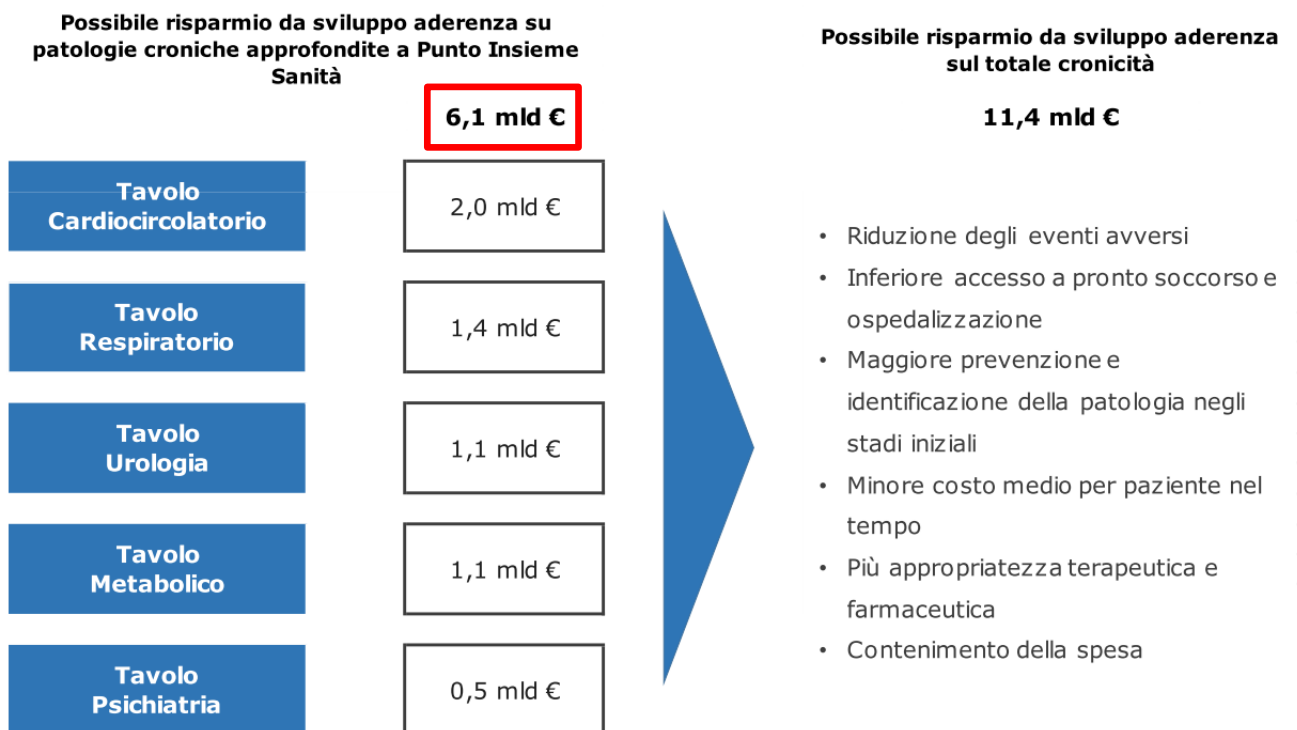 Possibile risparmio da sviluppo aderenza su
patologie croniche approfondite a Punto Insieme
Sanità
6,1 mld €
Tavolo
Cardiocircolatorio
2,0 mld €
Tavolo
Respiratorio
1,4 mld €
Tavolo
Urologia
1,1 mld €
Tavolo
Metabolico
1,1 mld €
Tavolo
Psichiatria
0,5 mld €
Possibile risparmio da sviluppo aderenza
sul totale cronicità
11,4 mld €
• Riduzione degli eventi avversi
• Inferiore accesso a pronto soccorso e
ospedalizzazione
• Maggiore prevenzione e
identificazione della patologia negli
stadi iniziali
• Minore costo medio per paziente nel
tempo
• Più appropriatezza terapeutica e
farmaceutica
• Contenimento della spesa